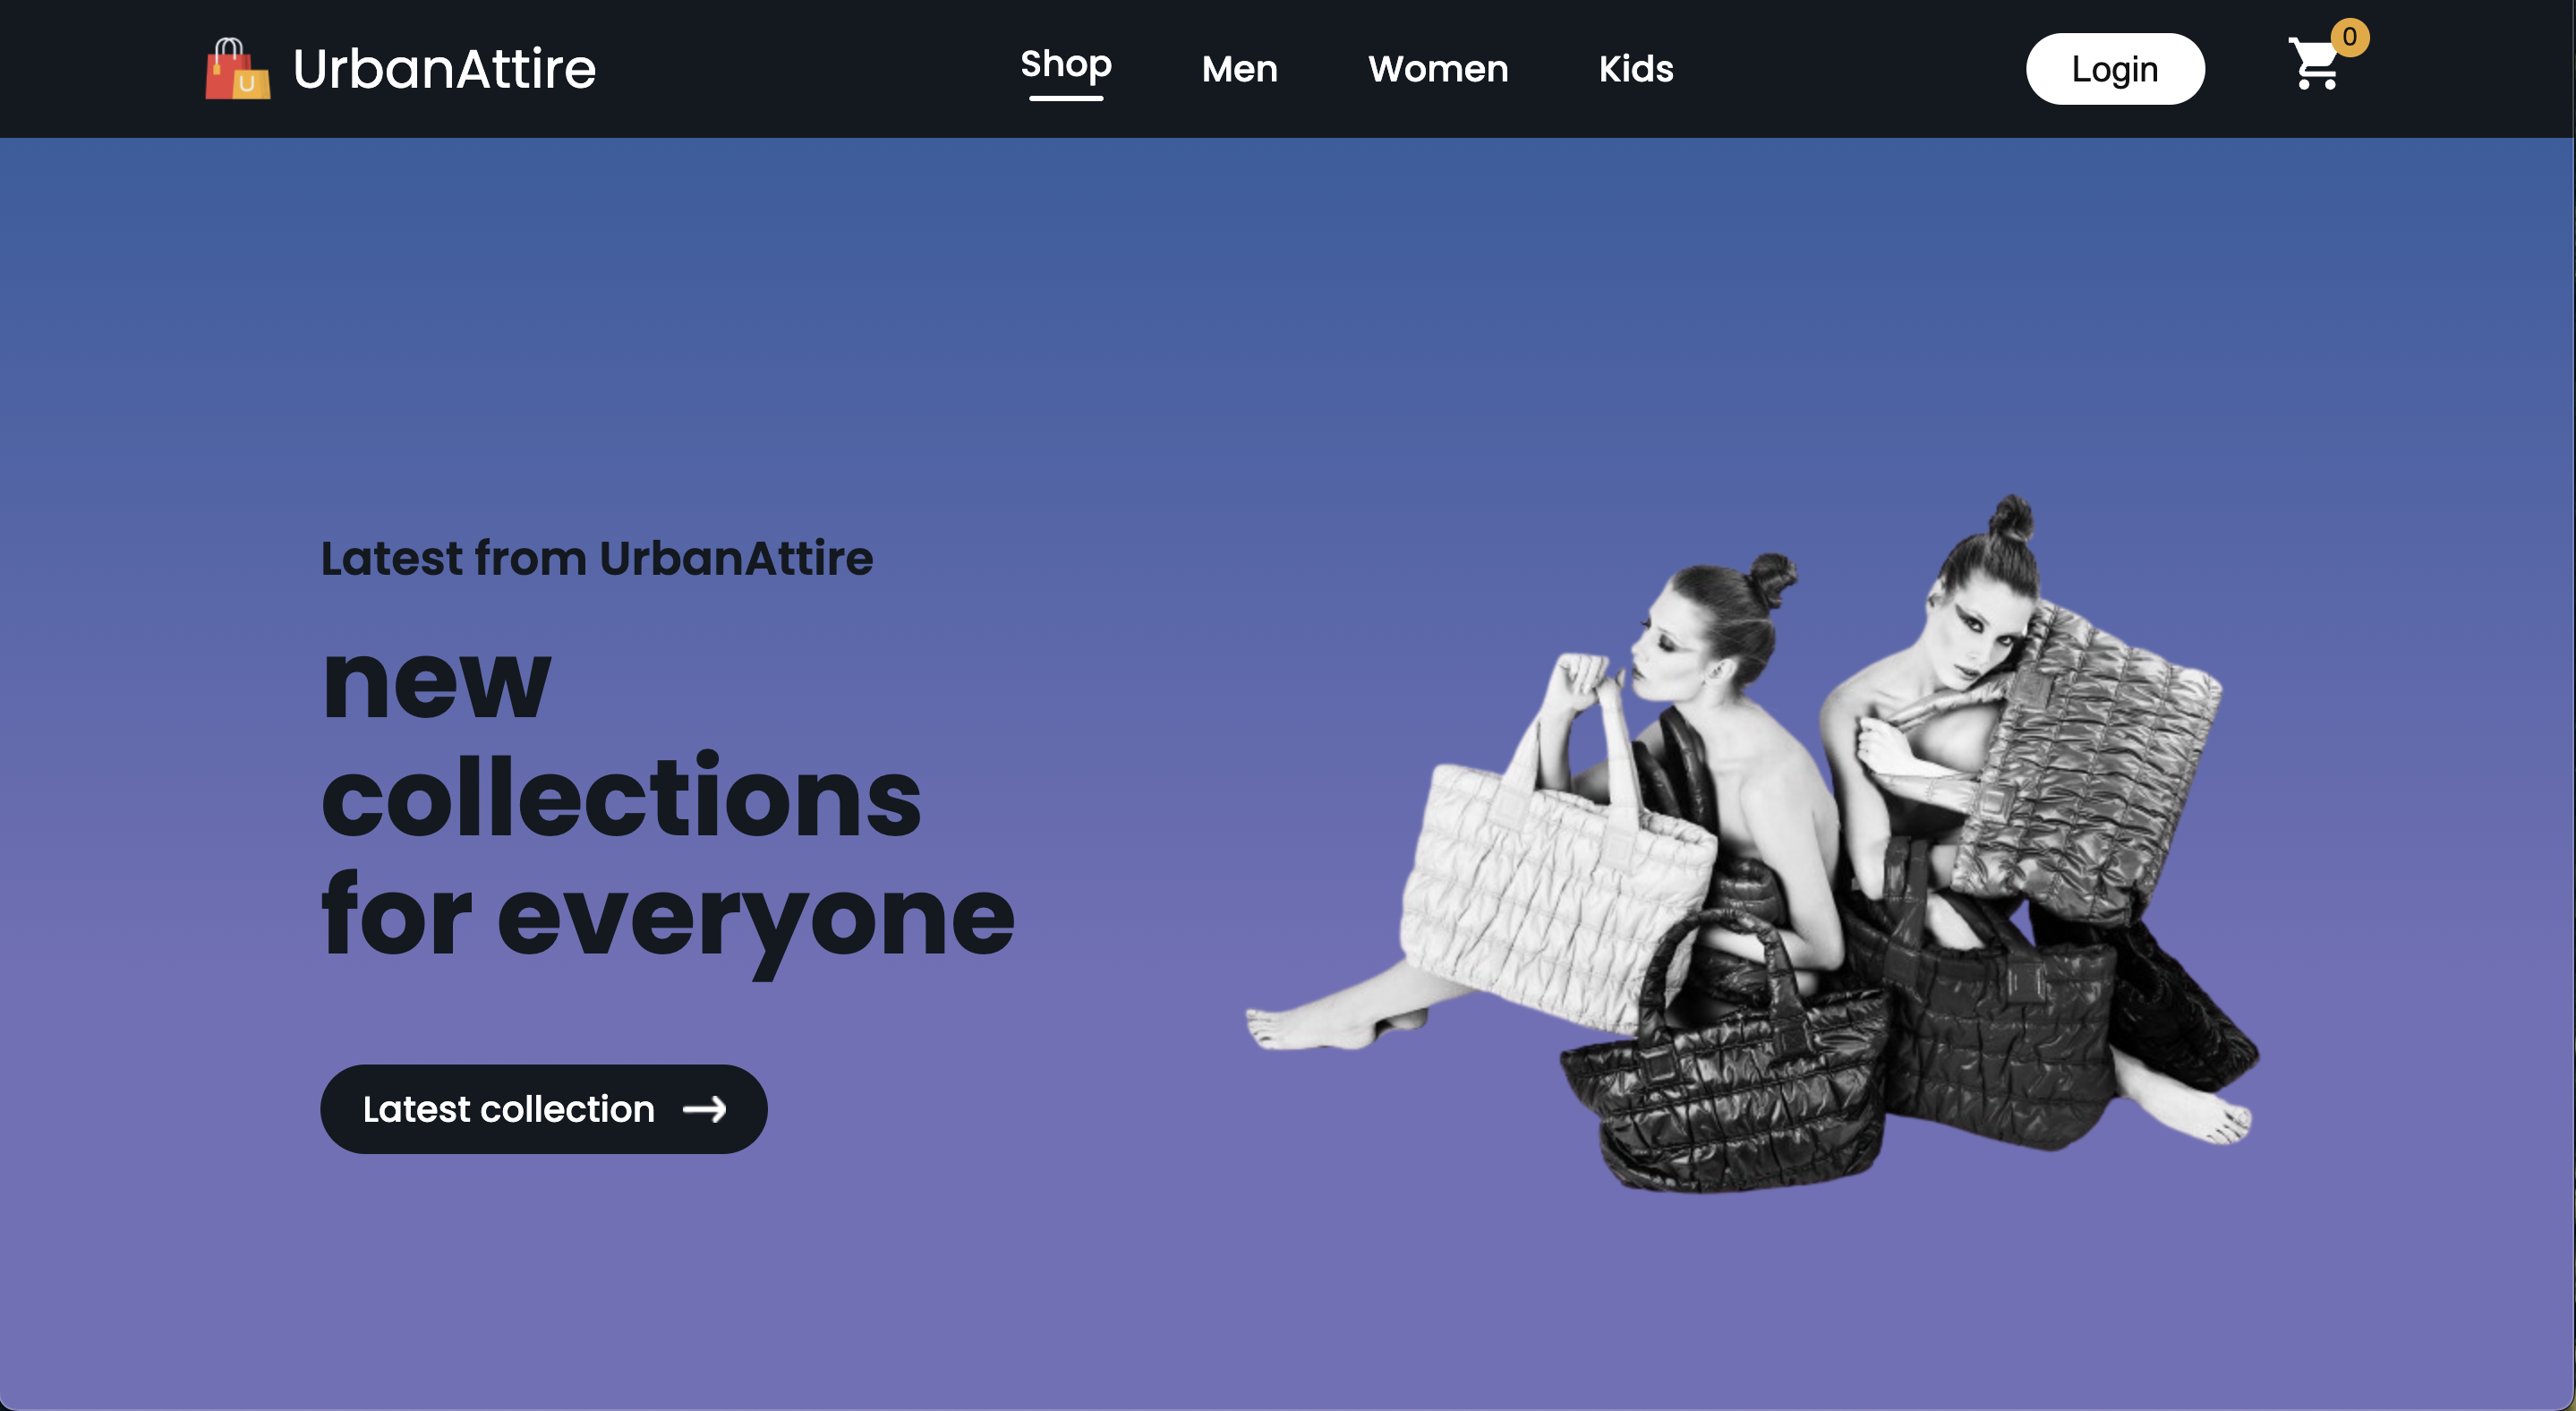 U
UrbanAttire
Shop
Men
Women
Kids
Login
0
Latest from UrbanAttire
new
collections
for everyone
Latest collection